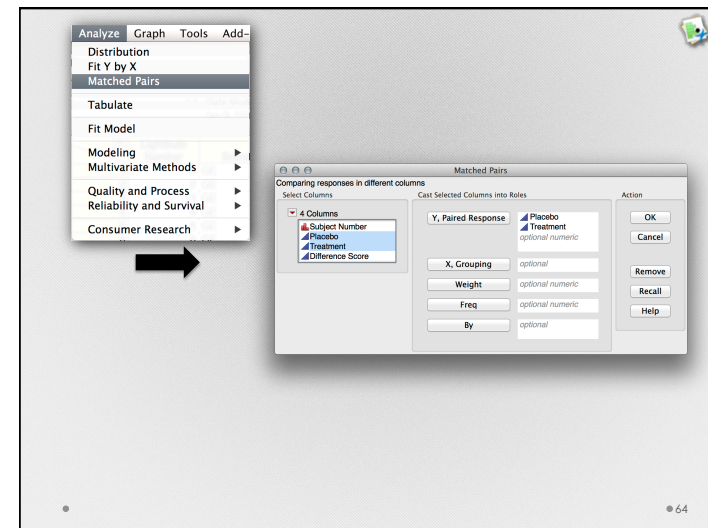 Analyze Graph Tools Add-
Distribution
Fit Y by X
Matched Pairs
Tabulate
Fit Model
Modeling
Multivariate Methods
Quality and Process
Reliability and Survival
Consumer Research
Matched Pairs
Comparing responses in different columns
Select Columns
4 Columns
Subject Number
Placebo
Treatment
Difference Score
Cast Selected Columns into Roles
Y, Paired Response
Placebo
Treatment
optional numeric
X, Grouping optional
Weight optional numeric
Freq optional numeric
By optional
Action
OK
Cancel
Remove
Recall
Help
64